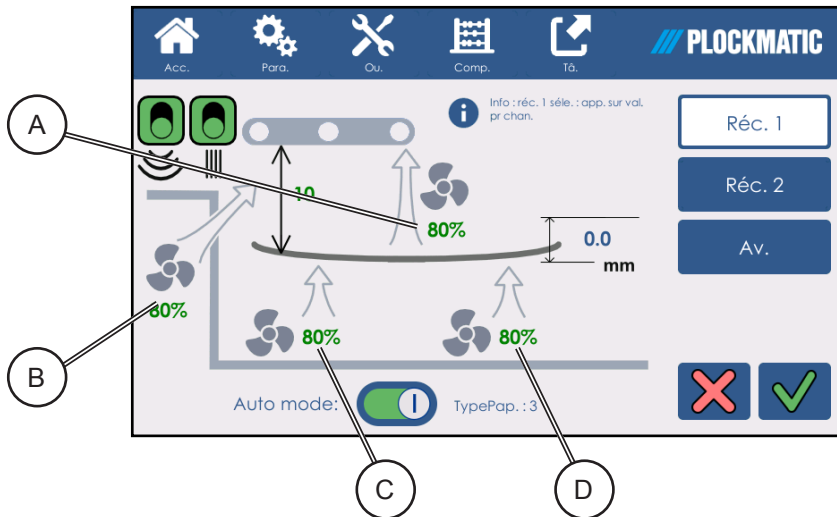 Acc.
Para.
Ou.
Comp.
Tâ.
PLOCKMATIC
A
Info : réc. 1 séle. : app. sur val.
pr chan.
Réc. 1
Réc. 2
Av.
10
80%
0.0
mm
80%
80%
80%
B
Auto mode:
TypePap. : 3
C
D